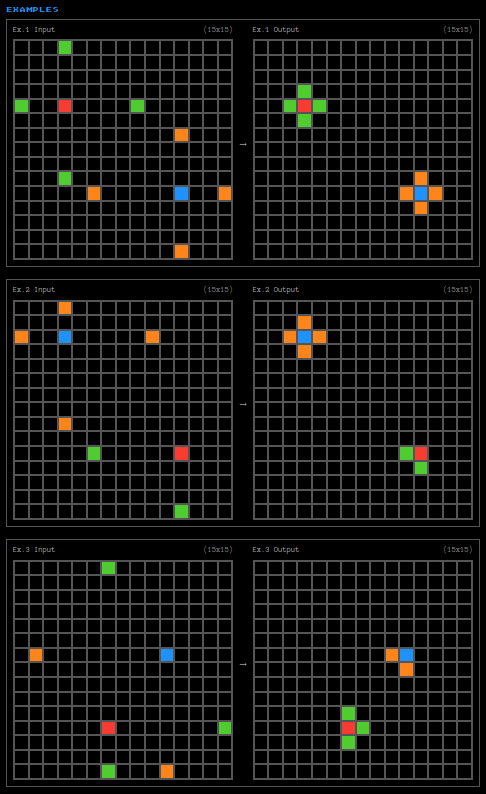 EXAMPLES
Ex.1 Input (15x15)
Ex.1 Output (15x15)
→
Ex.2 Input (15x15)
Ex.2 Output (15x15)
→
Ex.3 Input (15x15)
Ex.3 Output (15x15)
→